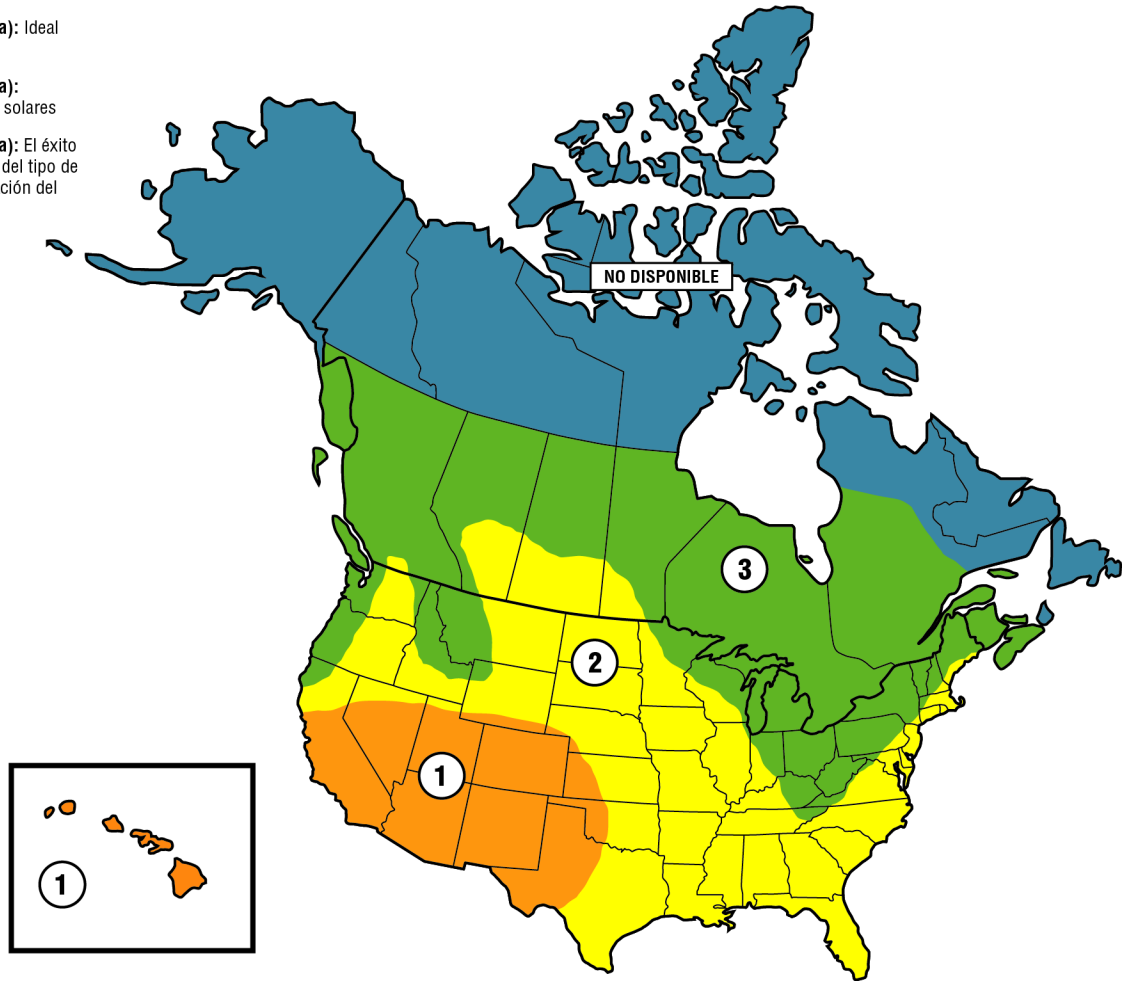 a): Ideal
a):
solares
a): El éxito
del tipo de
ción del
NO DISPONIBLE
3
2
1
1